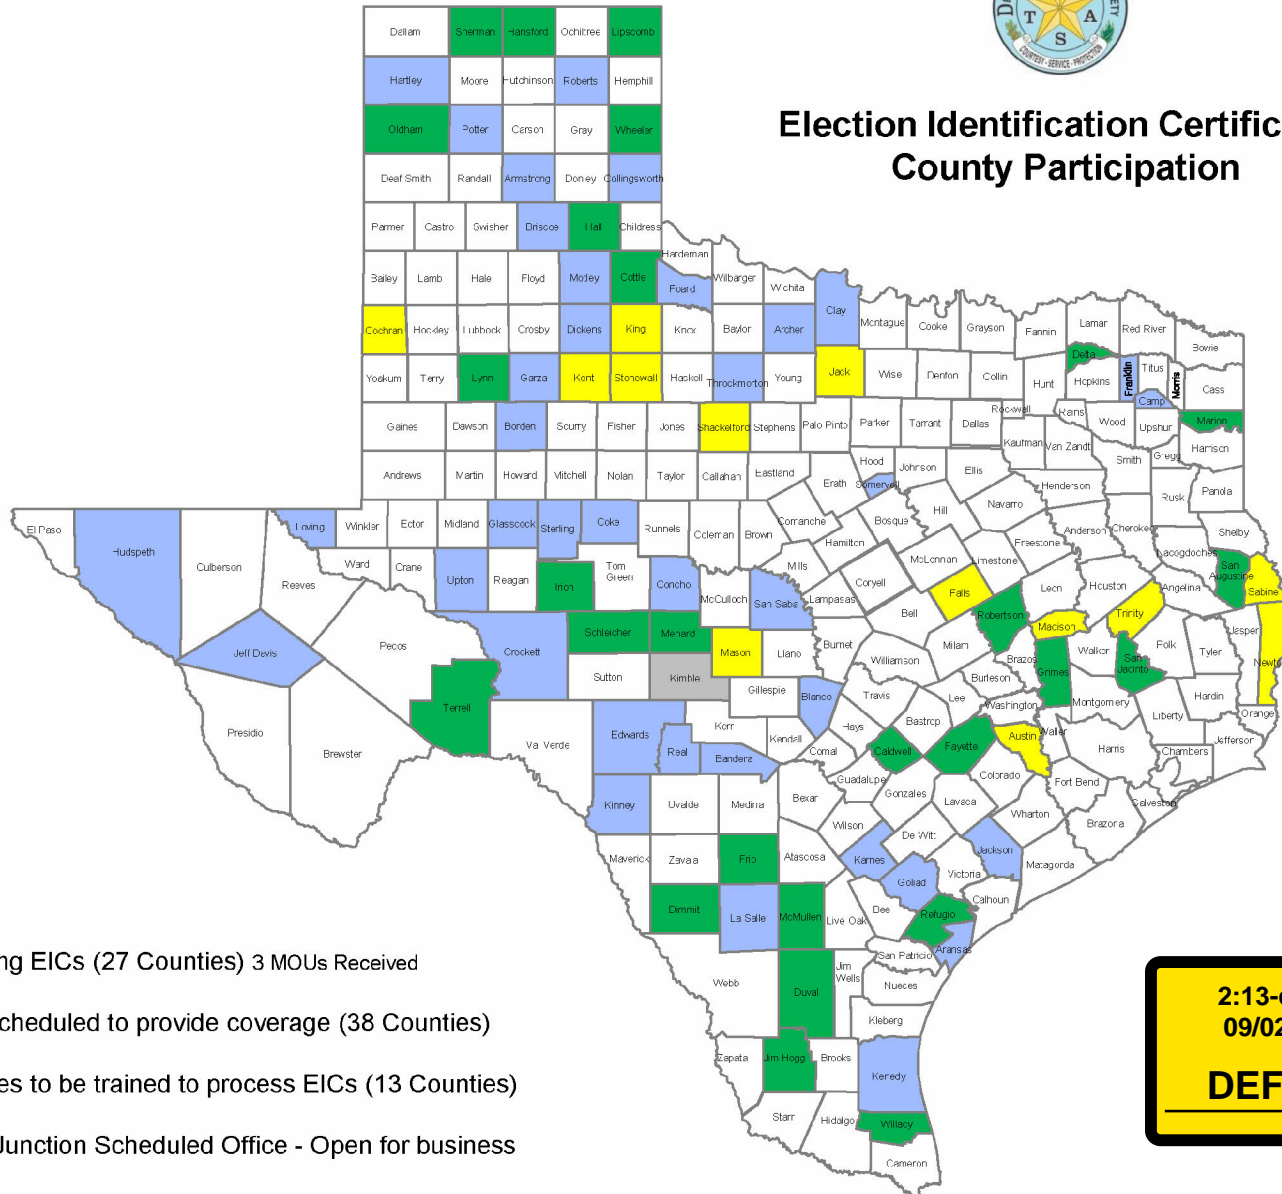 T A
S
COURTESY - SERVICE - PROTECTION
Election Identification Certific
County Participation
Dallam Sherman Hansford Ochiltree Lipscomb
Hartley Moore Hutchinson Roberts Hemphill
Oldham Potter Carson Gray Wheeler
Deaf Smith Randall Armstrong Donley Collingsworth
Parmer Castro Swisher Briscoe Hall Childress
Hardeman
Bailey Lamb Hale Floyd Motley Cottle Foard Wilbarger Wichita Clay
Montague Cooke Grayson Fannin Lamar Red River Bowie
Cochran Hockley Lubbock Crosby Dickens King Knox Baylor Archer
Delta Franklin Titus Morris Cass
Yoakum Terry Lynn Garza Kent Stonewall Haskell Throckmorton Young Jack Wise Denton Collin Hunt Hopkins Camp
Gaines Dawson Borden Scurry Fisher Jones Shackelford Stephens Palo Pinto Parker Tarrant Dallas Rockwall Rains Wood Upshur Marion
Kaufman Van Zandt Smith Gregg Harrison
Andrews Martin Howard Mitchell Nolan Taylor Callahan Eastland Erath Hood Somervell Johnson Ellis Henderson Rusk Panola
El Paso Hudspeth Culberson Reeves Loving Winkler Ector Midland Glasscock Sterling Coke Runnels Coleman Brown Comanche Bosque Hill Navarro Anderson Cherokee Shelby
Ward Crane Upton Reagan Irion Tom Green Concho McCulloch Mills Hamilton Coryell McLennan Limestone Freestone Nacogdoches San Augustine Sabine
San Saba Lampasas Bell Falls Robertson Leon Houston Angelina Trinity
Jeff Davis Pecos Crockett Schleicher Menard Mason Llano Burnet Williamson Milam Madison Walker San Jacinto Polk Tyler Jasper Newto
Sutton Kimble Gillespie Blanco Travis Burleson Brazos Grimes Montgomery Hardin
Presidio Brewster Terrell Val Verde Edwards Real Kerr Kendall Hays Bastrop Lee Washington Liberty Orange
Bandera Comal Caldwell Fayette Austin Waller Harris Chambers Jefferson
Kinney Uvalde Medina Bexar Guadalupe Gonzales Lavaca Colorado Fort Bend Galveston
Wilson De Witt Wharton Brazoria
Maverick Zavala Frio Atascosa Karnes Goliad Victoria Jackson Matagorda
Dimmit La Salle McMullen Live Oak Bee Refugio Calhoun
Aransas San Patricio
Webb Duval Jim Wells Nueces
Kleberg
Zapata Jim Hogg Brooks Kenedy
Starr Hidalgo Willacy
Cameron
ng EICs (27 Counties) 3 MOUs Received
cheduled to provide coverage (38 Counties)
es to be trained to process EICs (13 Counties)
Junction Scheduled Office - Open for business
2:13-
09/02
DEF